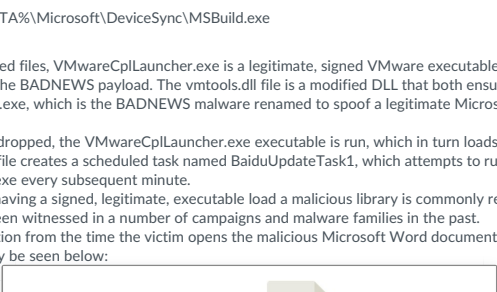 TA%\Microsoft\DeviceSync\MSBuild.exe
ed files, VMwareCplLauncher.exe is a legitimate, signed VMware executable
he BADNEWS payload. The vmtools.dll file is a modified DLL that both ensu
.exe, which is the BADNEWS malware renamed to spoof a legitimate Micros
dropped, the VMwareCplLauncher.exe executable is run, which in turn loads
file creates a scheduled task named BaiduUpdateTask1, which attempts to ru
exe every subsequent minute.
having a signed, legitimate, executable load a malicious library is commonly re
een witnessed in a number of campaigns and malware families in the past.
tion from the time the victim opens the malicious Microsoft Word document
y be seen below: